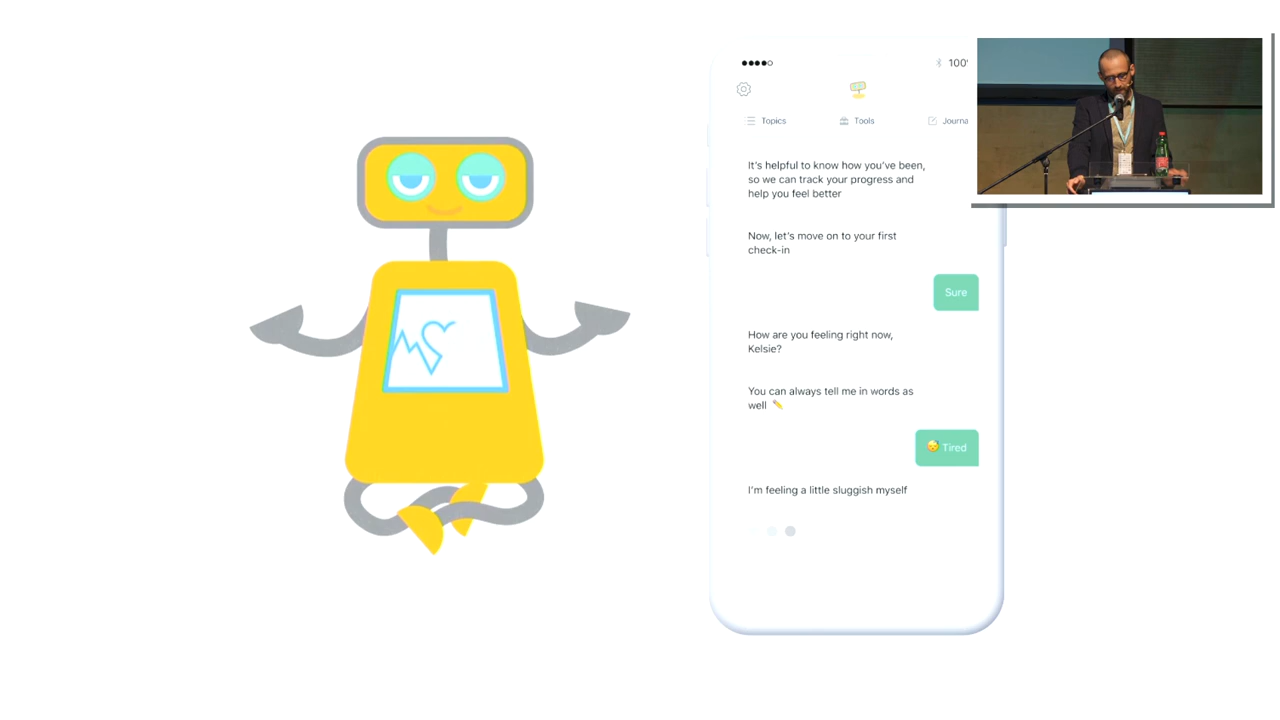 100
Topics
Tools
Journa
It's helpful to know how you've been,
so we can track your progress and
help you feel better
Now, let's move on to your first
check-in
Sure
How are you feeling right now,
Kelsie?
You can always tell me in words as
well ✏️
😴 Tired
I'm feeling a little sluggish myself